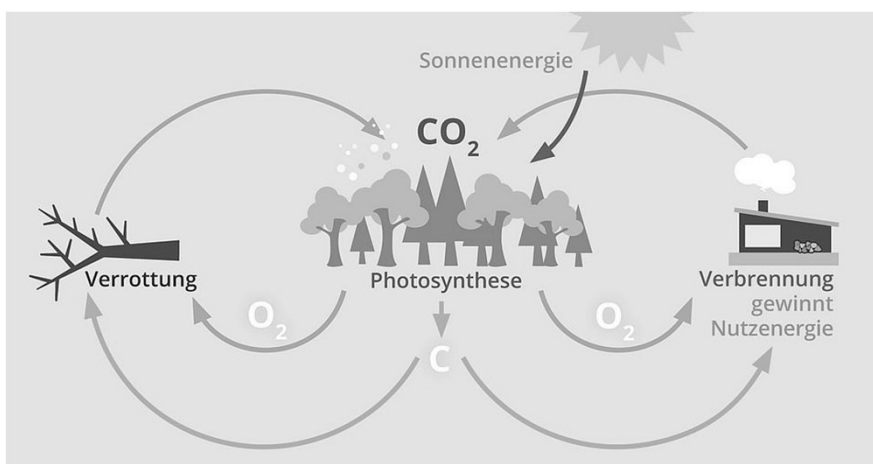 Sonnenenergie
CO₂
Verrottung
Photosynthese
Verbrennung
gewinnt
Nutzenergie
O₂
O₂
C